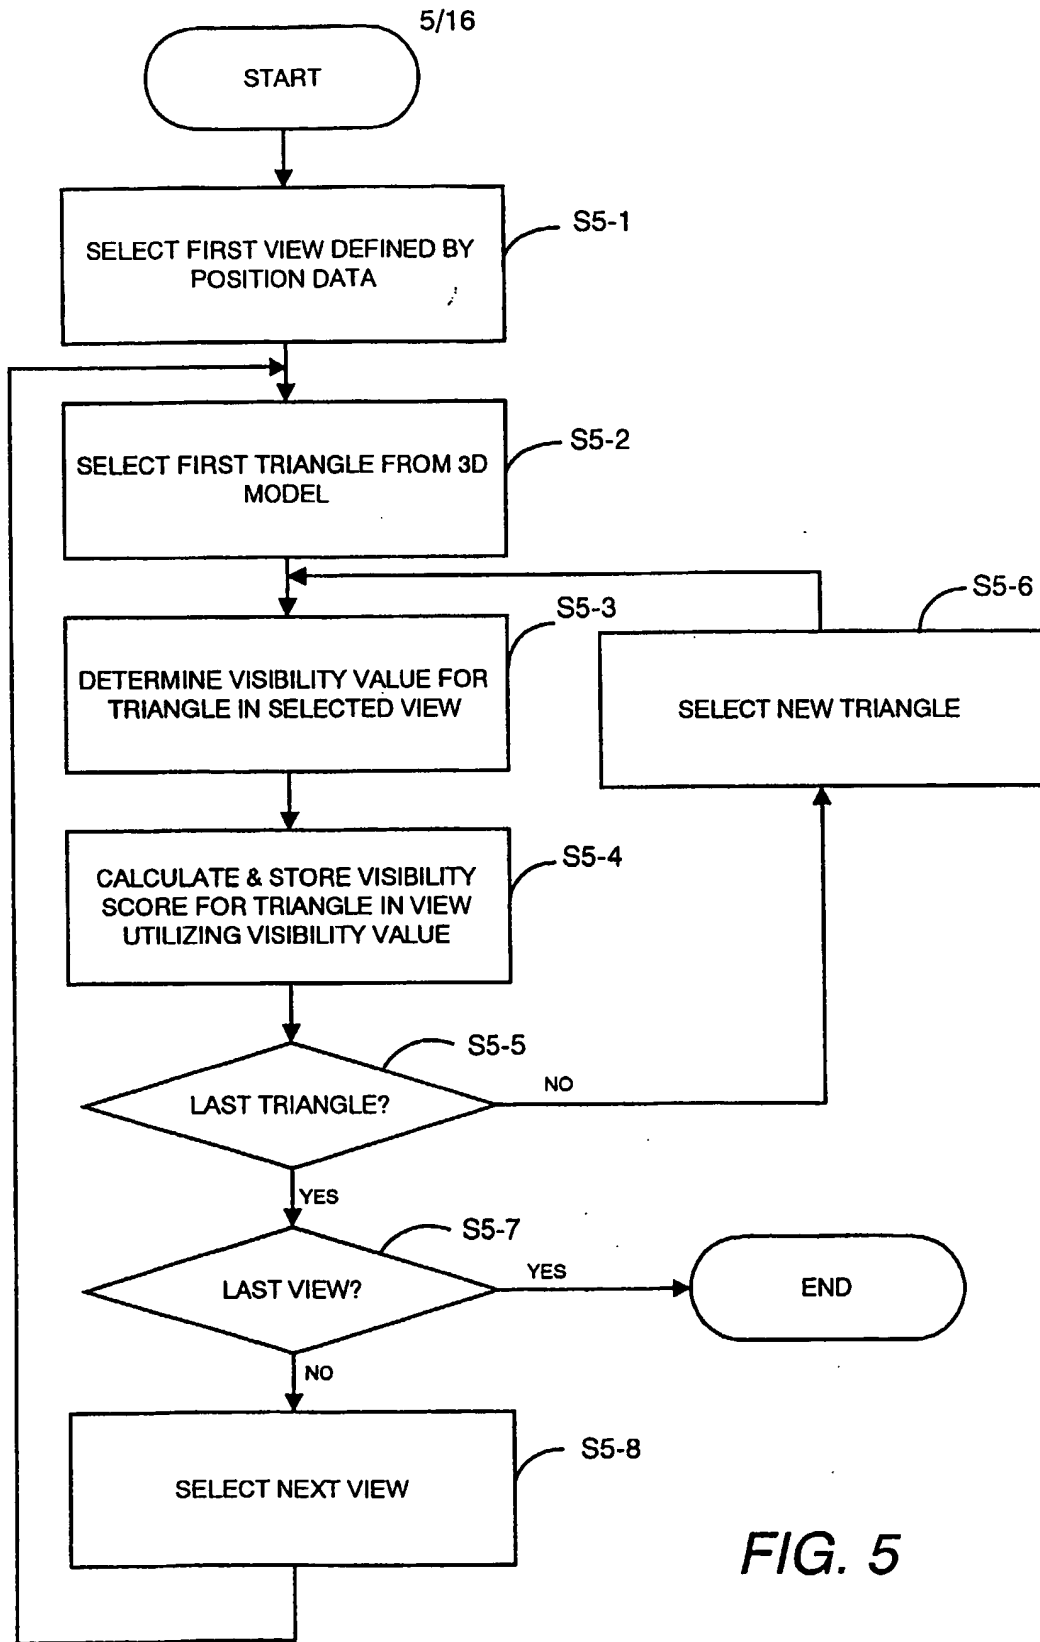 5/16
START
S5-1
SELECT FIRST VIEW DEFINED BY
POSITION DATA
S5-2
SELECT FIRST TRIANGLE FROM 3D
MODEL
S5-3
S5-6
DETERMINE VISIBILITY VALUE FOR
TRIANGLE IN SELECTED VIEW
SELECT NEW TRIANGLE
S5-4
CALCULATE & STORE VISIBILITY
SCORE FOR TRIANGLE IN VIEW
UTILIZING VISIBILITY VALUE
S5-5
LAST TRIANGLE?
NO
YES
S5-7
LAST VIEW?
YES
END
NO
S5-8
SELECT NEXT VIEW
FIG. 5